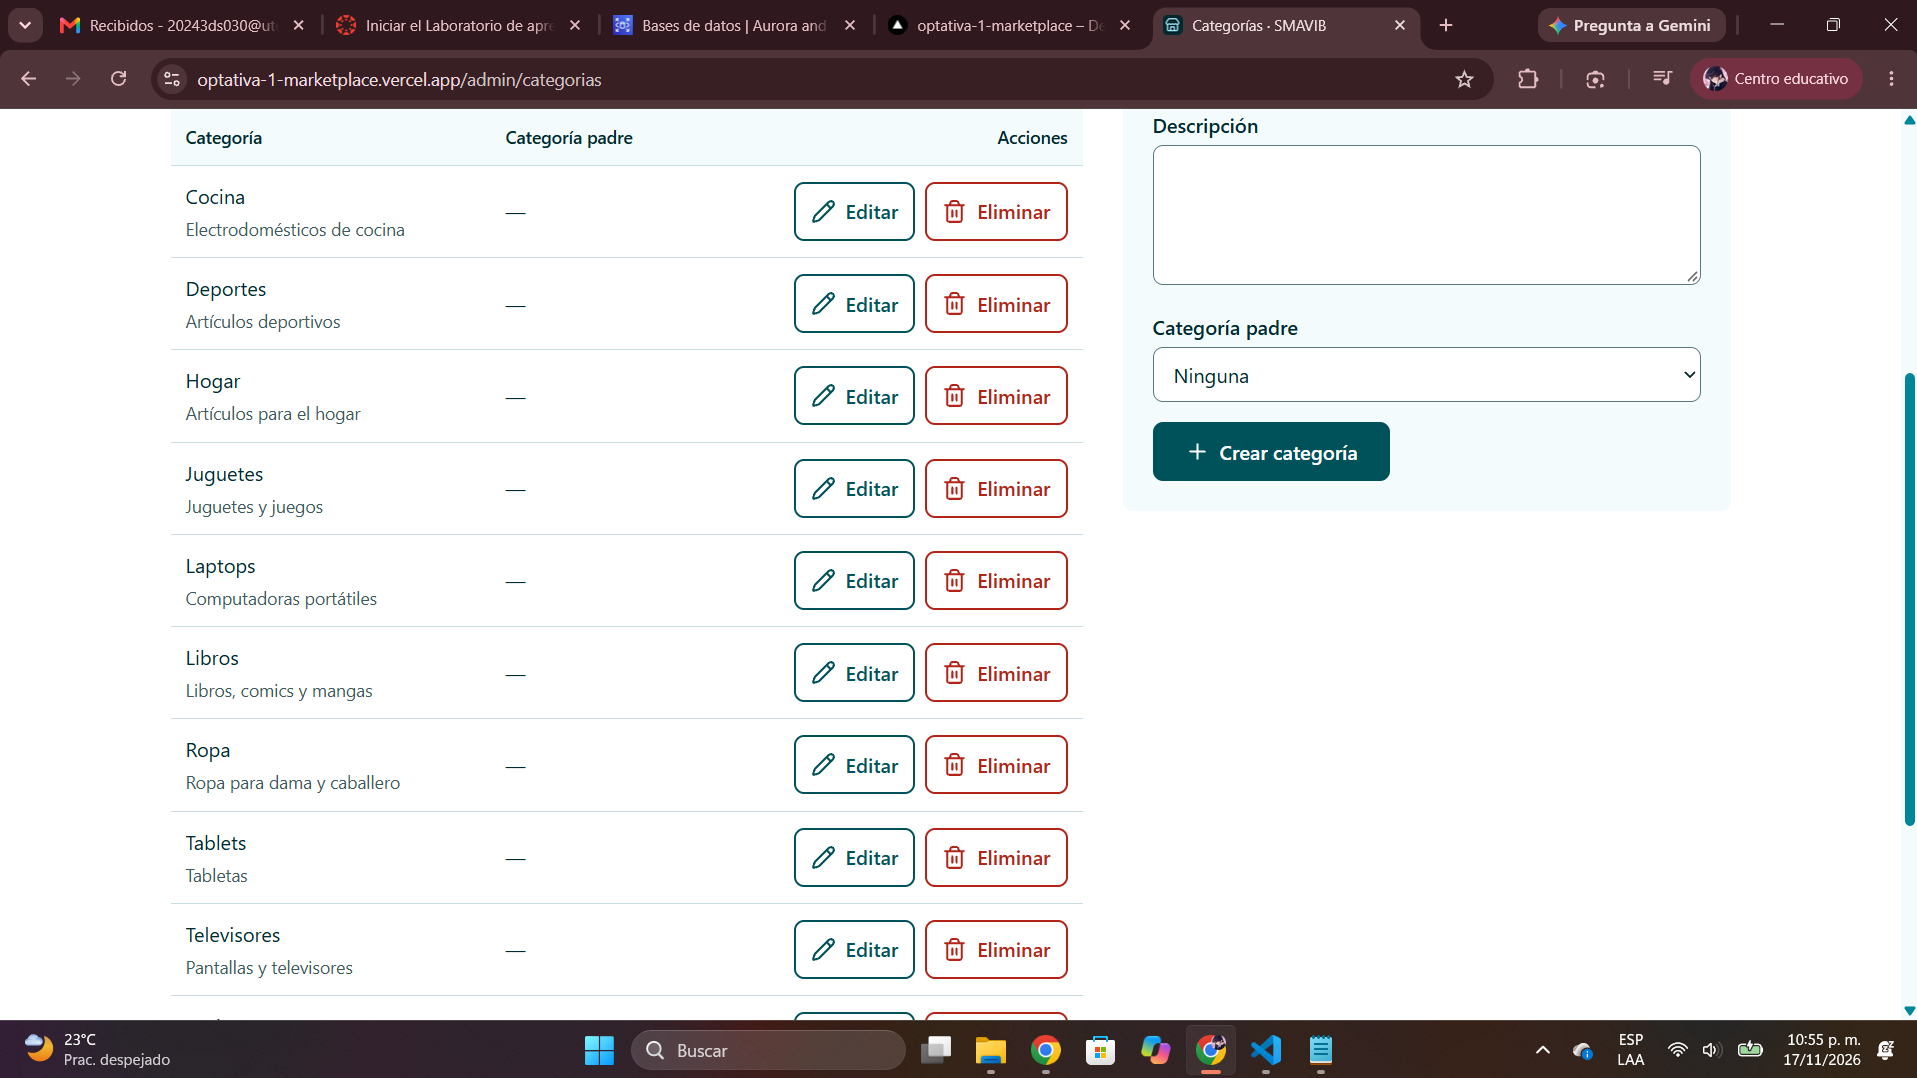 Recibidos - 20243ds030@ut
Iniciar el Laboratorio de apre
Bases de datos | Aurora and
optativa-1-marketplace – De
Categorías · SMAVIB
Pregunta a Gemini
optativa-1-marketplace.vercel.app/admin/categorias
Centro educativo
Categoría Categoría padre Acciones
Cocina
Electrodomésticos de cocina
— Editar Eliminar
Deportes
Artículos deportivos
— Editar Eliminar
Hogar
Artículos para el hogar
— Editar Eliminar
Juguetes
Juguetes y juegos
— Editar Eliminar
Laptops
Computadoras portátiles
— Editar Eliminar
Libros
Libros, comics y mangas
— Editar Eliminar
Ropa
Ropa para dama y caballero
— Editar Eliminar
Tablets
Tabletas
— Editar Eliminar
Televisores
Pantallas y televisores
— Editar Eliminar
Descripción
Categoría padre
Ninguna
+ Crear categoría
23°C
Prac. despejado
Buscar
ESP
LAA
10:55 p. m.
17/11/2026